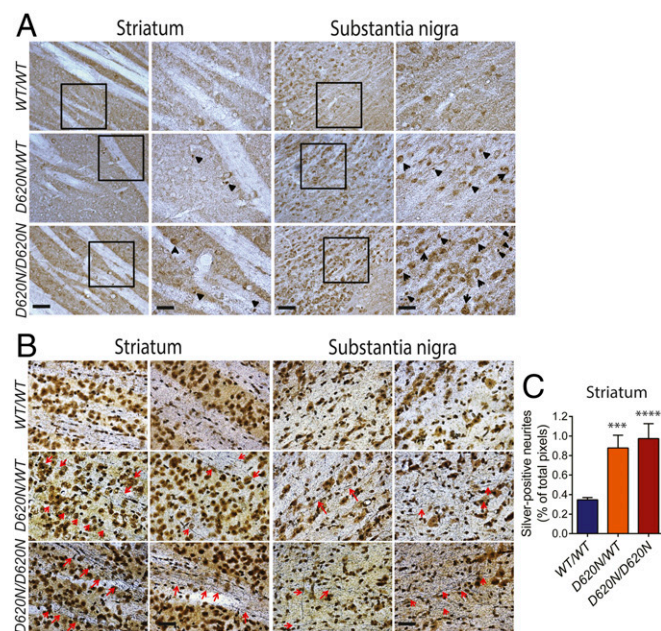 A
Striatum
Substantia nigra
WT/WT
D620N/WT
D620N/D620N
B
Striatum
Substantia nigra
WT/WT
D620N/WT
D620N/D620N
C
Striatum
Silver-positive neurites
(% of total pixels)
1.2
1.0
0.8
0.6
0.4
0.2
0.0
***
****
WT/WT
D620N/WT
D620N/D620N